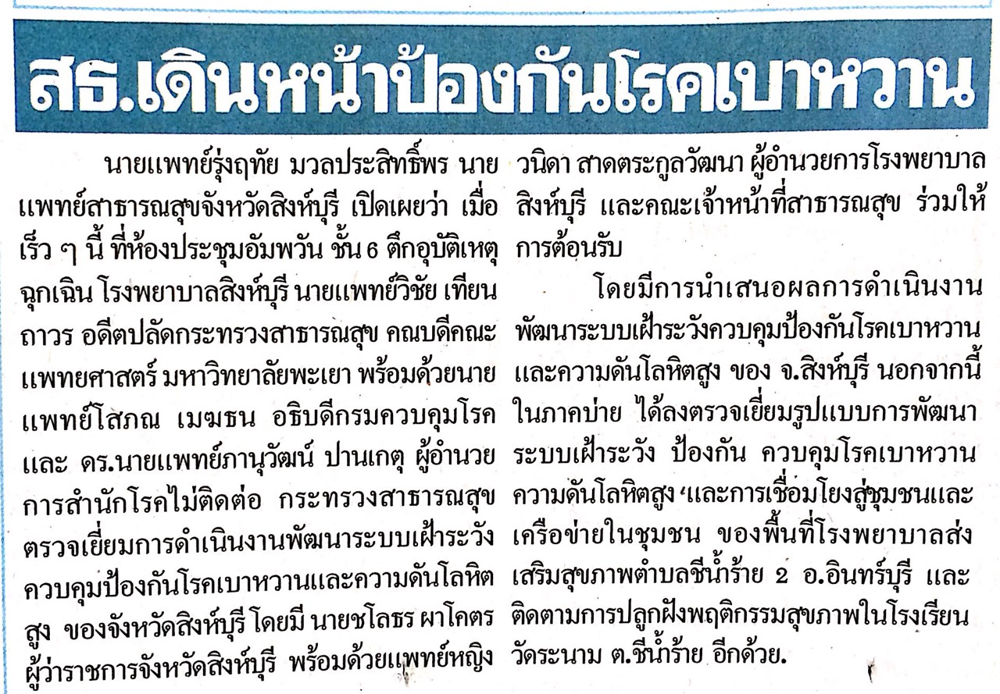 สธ.เดินหน้าป้องกันโรคเบาหวาน
นายแพทย์รุ่งฤทัย มวลประสิทธิ์พร นาย
แพทย์สาธารณสุขจังหวัดสิงห์บุรี เปิดเผยว่า เมื่อ
เร็ว ๆ นี้ ที่ห้องประชุมอัมพวัน ชั้น 6 ตึกอุบัติเหตุ
ฉุกเฉิน โรงพยาบาลสิงห์บุรี นายแพทย์วิชัย เทียน
ถาวร อดีตปลัดกระทรวงสาธารณสุข คณบดีคณะ
แพทยศาสตร์ มหาวิทยาลัยพะเยา พร้อมด้วยนาย
แพทย์โสภณ เมฆธน อธิบดีกรมควบคุมโรค
และ ดร.นายแพทย์ภานุวัฒน์ ปานเกตุ ผู้อำนวย
การสำนักโรคไม่ติดต่อ กระทรวงสาธารณสุข
ตรวจเยี่ยมการดำเนินงานพัฒนาระบบเฝ้าระวัง
ควบคุมป้องกันโรคเบาหวานและความดันโลหิต
สูง ของจังหวัดสิงห์บุรี โดยมี นายชโลธร ผาโคตร
ผู้ว่าราชการจังหวัดสิงห์บุรี พร้อมด้วยแพทย์หญิง
วนิดา สาดตระกูลวัฒนา ผู้อำนวยการโรงพยาบาล
สิงห์บุรี และคณะเจ้าหน้าที่สาธารณสุข ร่วมให้
การต้อนรับ
โดยมีการนำเสนอผลการดำเนินงาน
พัฒนาระบบเฝ้าระวังควบคุมป้องกันโรคเบาหวาน
และความดันโลหิตสูง ของ จ.สิงห์บุรี นอกจากนี้
ในภาคบ่าย ได้ลงตรวจเยี่ยมรูปแบบการพัฒนา
ระบบเฝ้าระวัง ป้องกัน ควบคุมโรคเบาหวาน
ความดันโลหิตสูง และการเชื่อมโยงสู่ชุมชนและ
เครือข่ายในชุมชน ของพื้นที่โรงพยาบาลส่ง
เสริมสุขภาพตำบลชีน้ำร้าย 2 อ.อินทร์บุรี และ
ติดตามการปลูกฝังพฤติกรรมสุขภาพในโรงเรียน
วัดระนาม ต.ชีน้ำร้าย อีกด้วย.